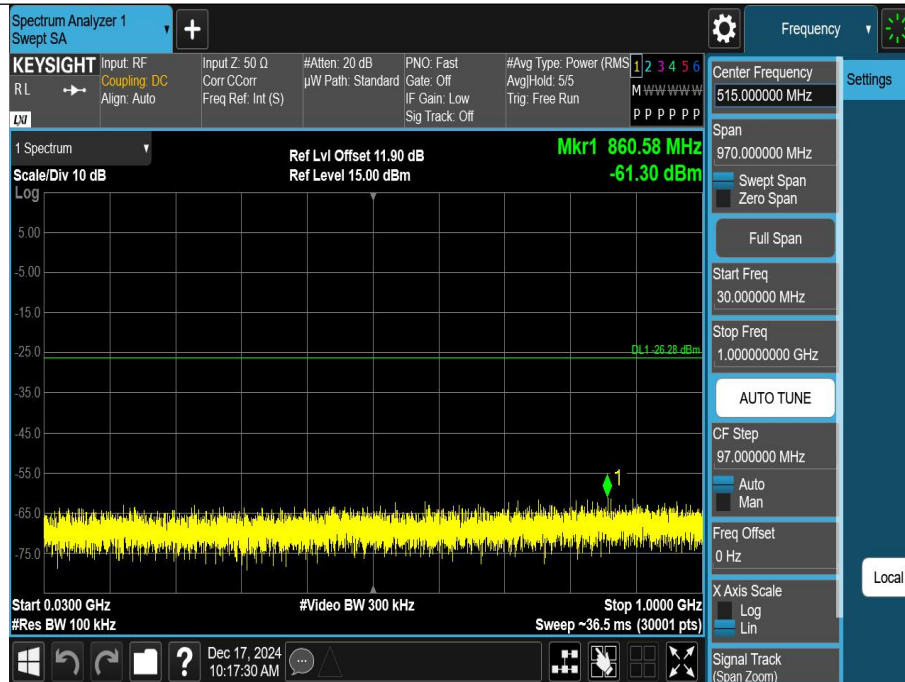 Spectrum Analyzer 1
Swept SA
+
Frequency
KEYSIGHT
RL
LXI
Input: RF
Coupling: DC
Align: Auto
Input Z: 50 Ω
Corr CCorr
Freq Ref: Int (S)
#Atten: 20 dB
µW Path: Standard
PNO: Fast
Gate: Off
IF Gain: Low
Sig Track: Off
#Avg Type: Power (RMS
Avg|Hold: 5/5
Trig: Free Run
1 2 3 4 5 6
M W W W W W
P P P P P P
Center Frequency
515.000000 MHz
Settings
Span
970.000000 MHz
Swept Span
Zero Span
Full Span
Start Freq
30.000000 MHz
Stop Freq
1.000000000 GHz
AUTO TUNE
CF Step
97.000000 MHz
Auto
Man
Freq Offset
0 Hz
X Axis Scale
Log
Lin
Signal Track
(Span Zoom)
Local
1 Spectrum
Scale/Div 10 dB
Log
Ref Lvl Offset 11.90 dB
Ref Level 15.00 dBm
Mkr1 860.58 MHz
-61.30 dBm
5.00
-5.00
-15.0
-25.0
DL1 -26.28 dBm
-35.0
-45.0
-55.0
1
-65.0
-75.0
Start 0.0300 GHz
#Res BW 100 kHz
#Video BW 300 kHz
Stop 1.0000 GHz
Sweep ~36.5 ms (30001 pts)
?
Dec 17, 2024
10:17:30 AM